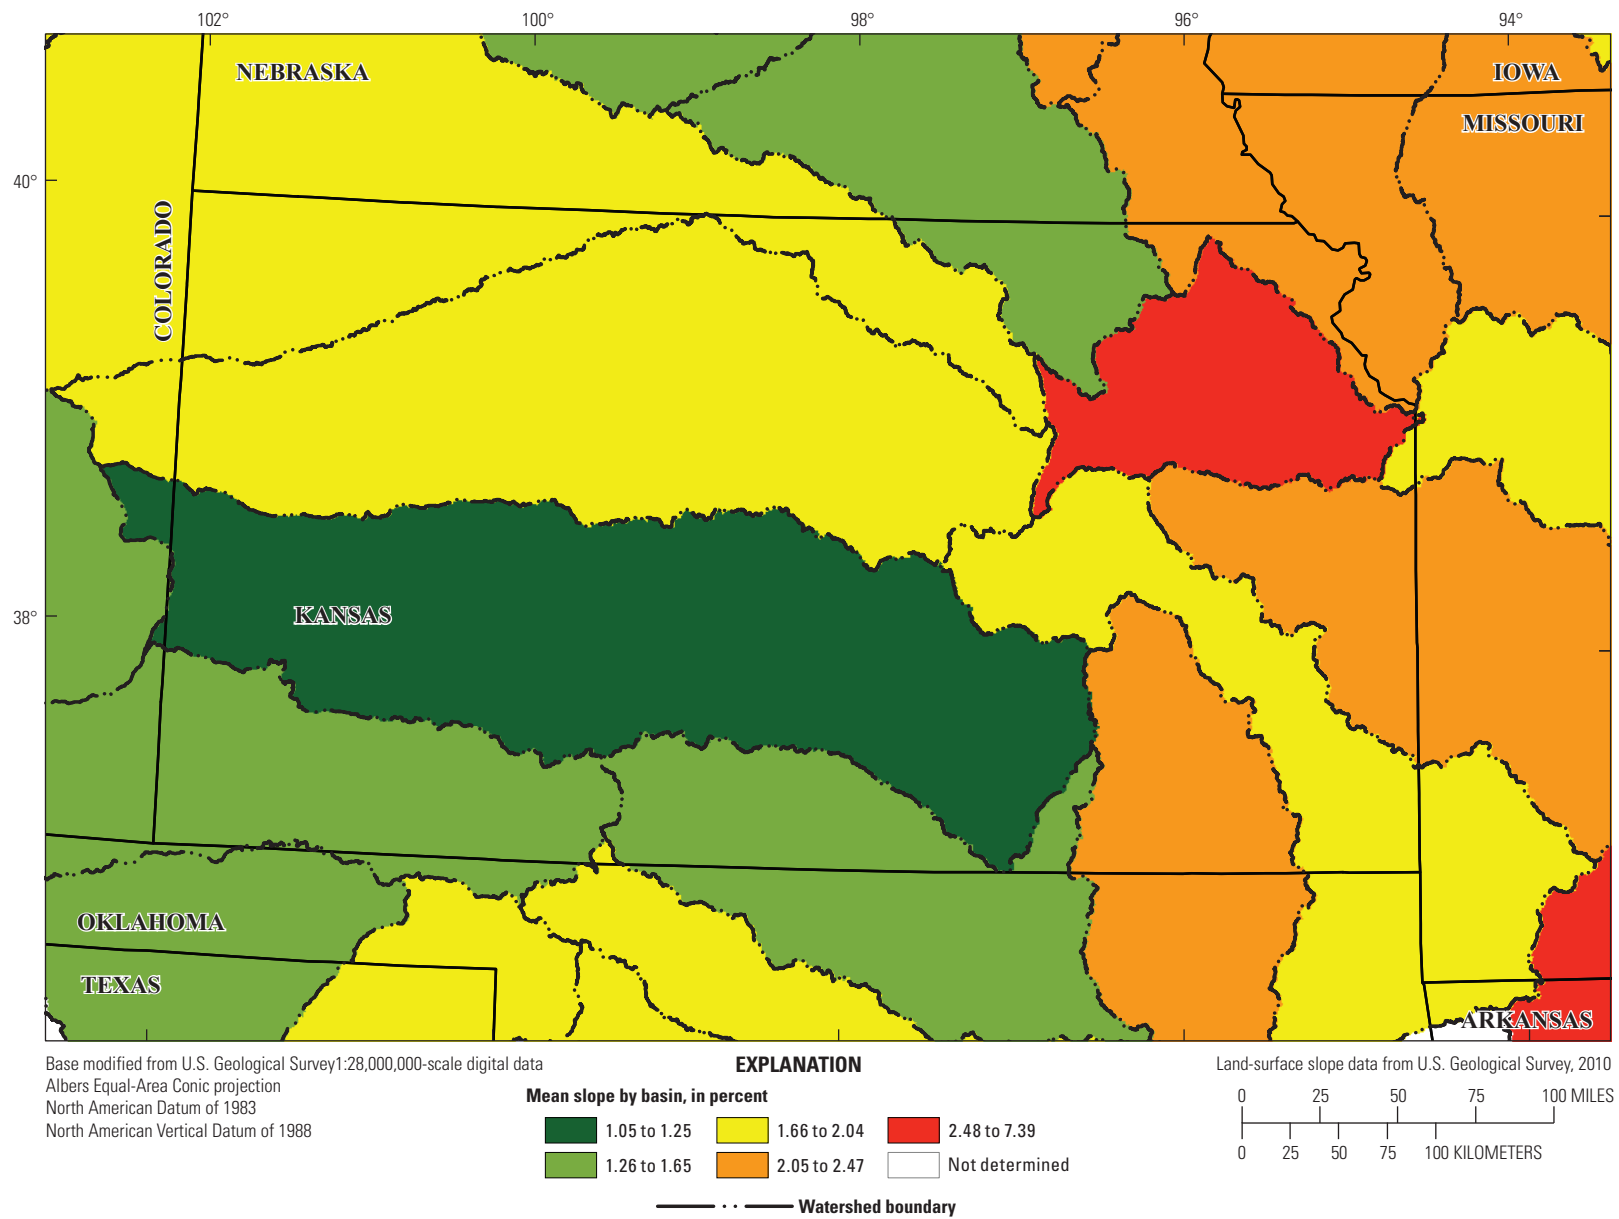 102° 100° 98° 96° 94°
NEBRASKA
IOWA
MISSOURI
40°
COLORADO
38°
KANSAS
OKLAHOMA
TEXAS
ARKANSAS
Base modified from U.S. Geological Survey1:28,000,000-scale digital data
Albers Equal-Area Conic projection
North American Datum of 1983
North American Vertical Datum of 1988
EXPLANATION
Mean slope by basin, in percent
1.05 to 1.25
1.66 to 2.04
2.48 to 7.39
1.26 to 1.65
2.05 to 2.47
Not determined
Watershed boundary
Land-surface slope data from U.S. Geological Survey, 2010
0 25 50 75 100 MILES
0 25 50 75 100 KILOMETERS